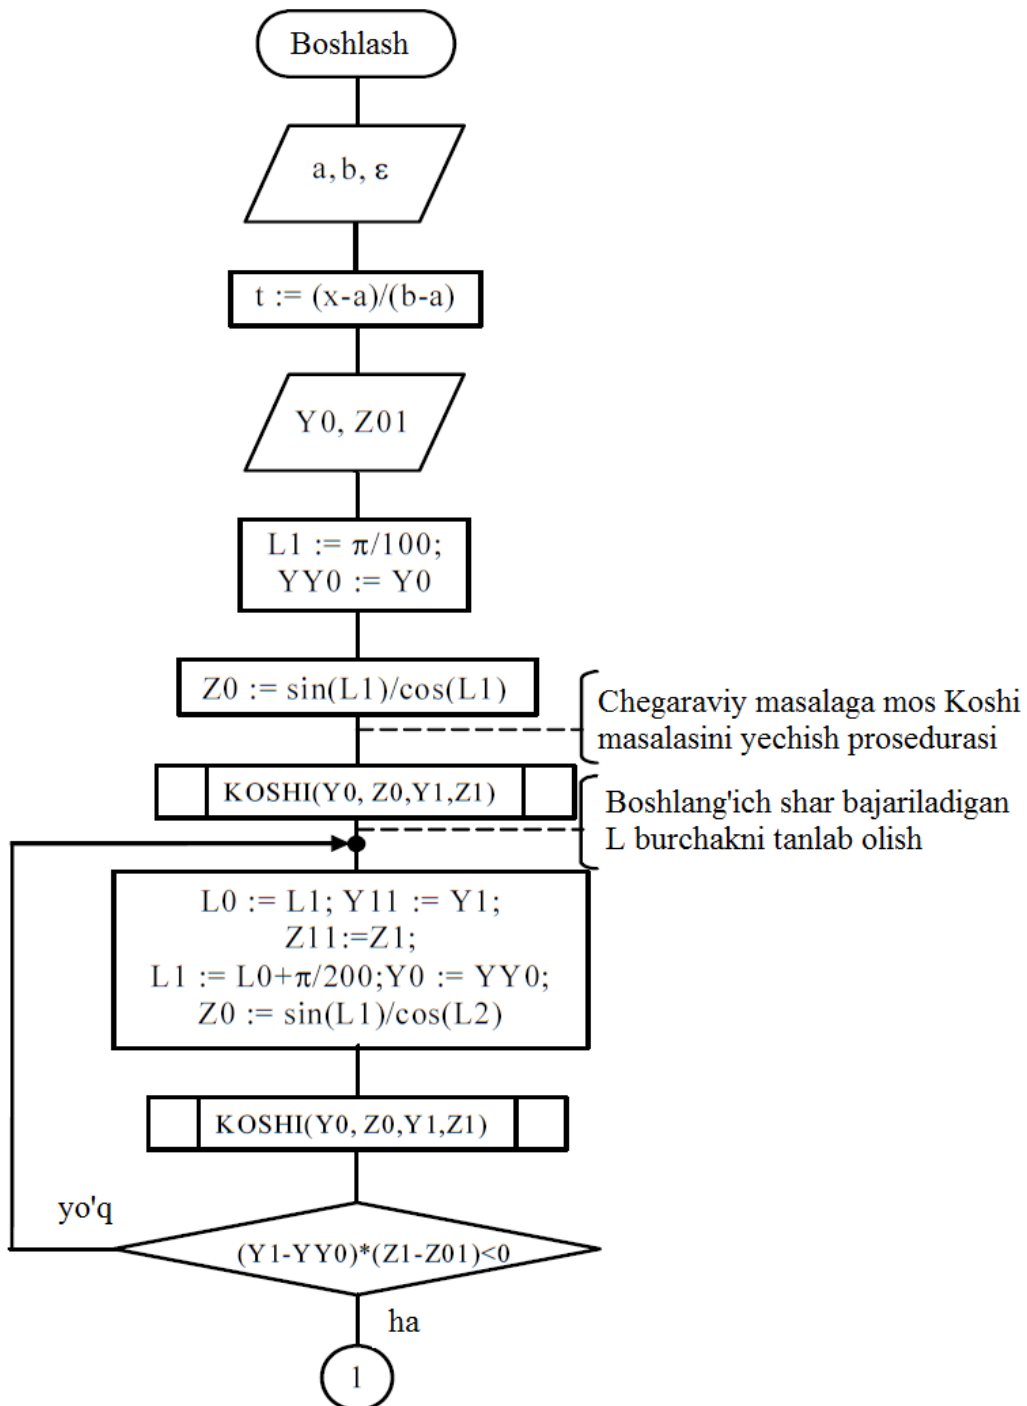 Boshlash
a, b, ε
t := (x-a)/(b-a)
Y0, Z01
L1 := π/100;
YY0 := Y0
Z0 := sin(L1)/cos(L1)
Chegaraviy masalaga mos Koshi
masalasini yechish prosedurasi
KOSHI(Y0, Z0,Y1,Z1)
Boshlang'ich shar bajariladigan
L burchakni tanlab olish
L0 := L1; Y11 := Y1;
Z11:=Z1;
L1 := L0+π/200;Y0 := YY0;
Z0 := sin(L1)/cos(L2)
KOSHI(Y0, Z0,Y1,Z1)
yo'q
(Y1-YY0)*(Z1-Z01)<0
ha
1